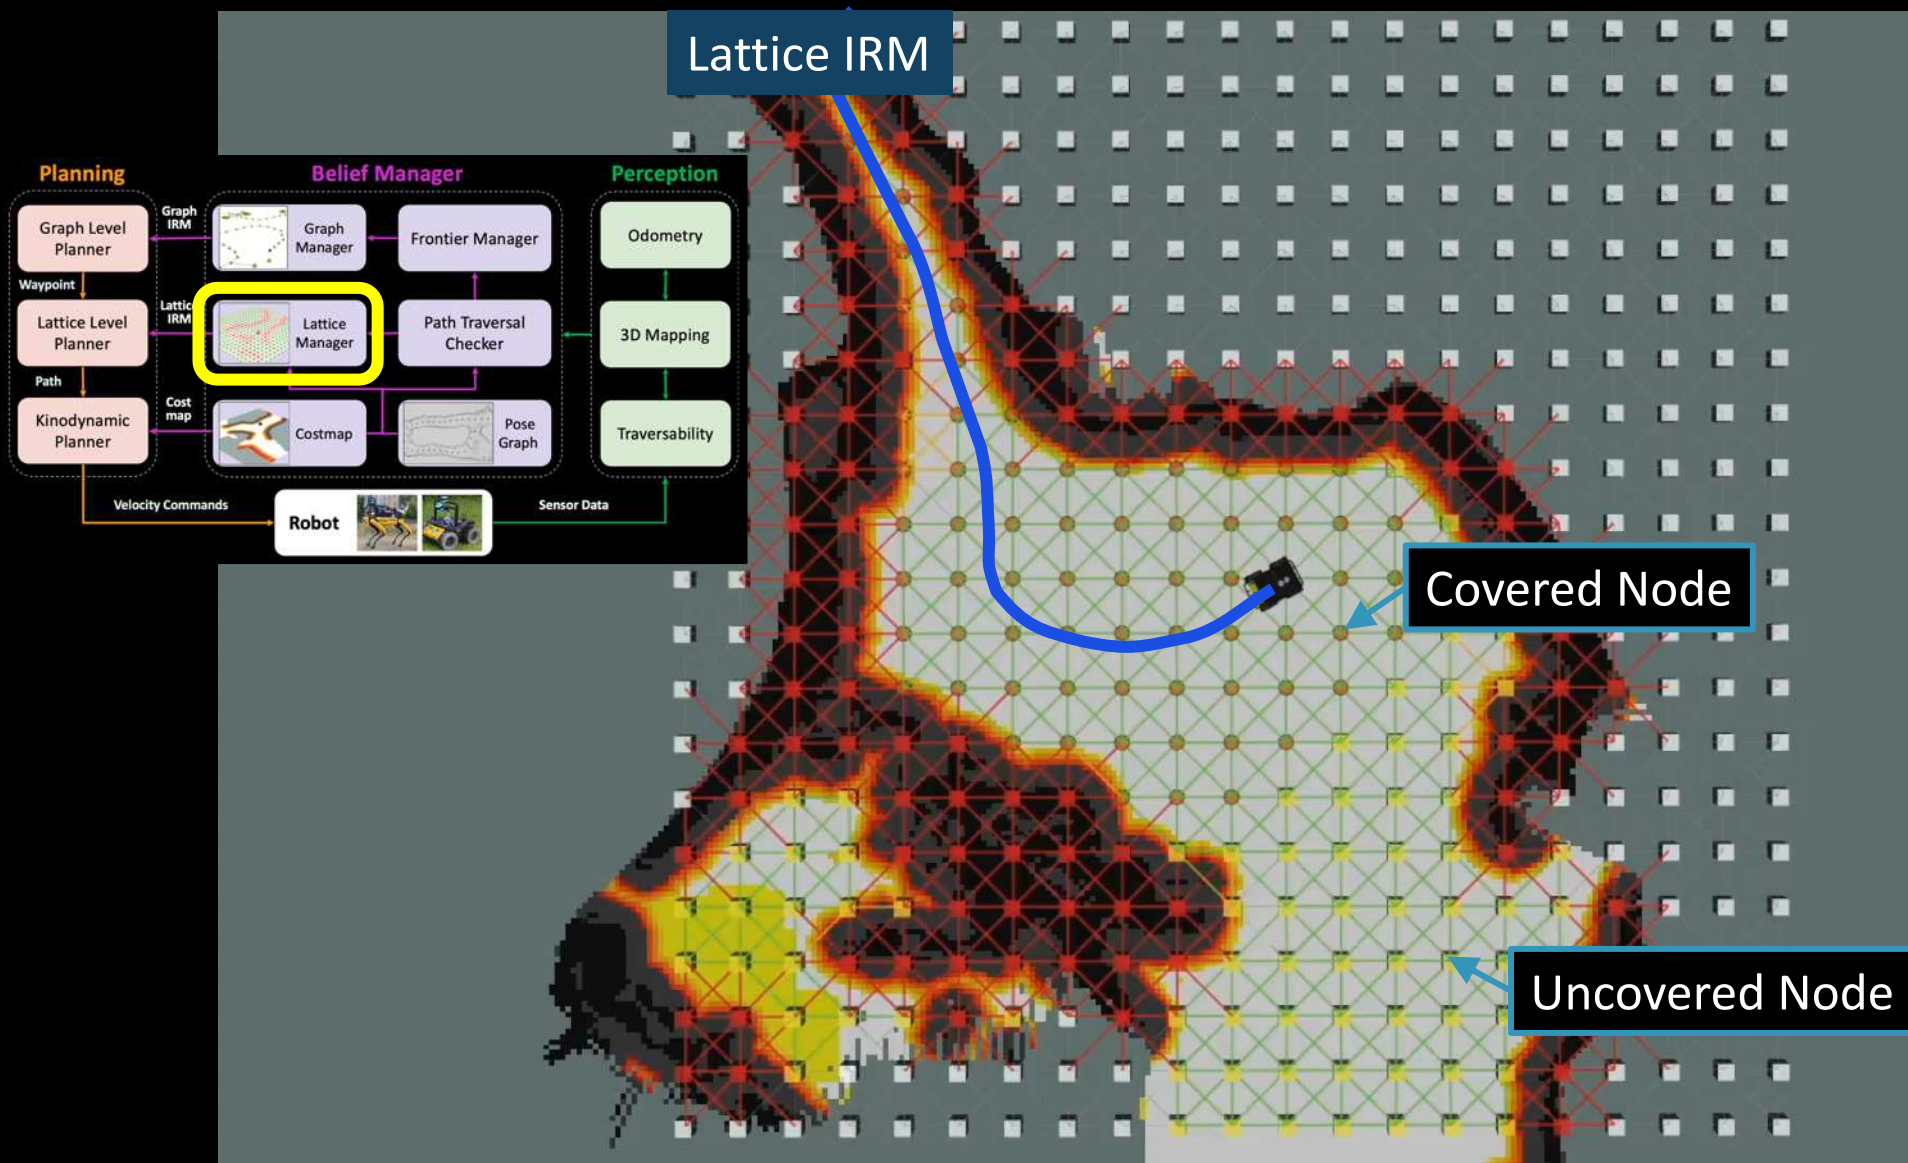 Lattice IRM
Planning
Belief Manager
Perception
Graph
IRM
Graph Level
Planner
Graph
Manager
Frontier Manager
Odometry
Waypoint
Lattice
IRM
Lattice Level
Planner
Lattice
Manager
Path Traversal
Checker
3D Mapping
Path
Cost
map
Kinodynamic
Planner
Costmap
Pose
Graph
Traversability
Velocity Commands
Robot
Sensor Data
Covered Node
Uncovered Node